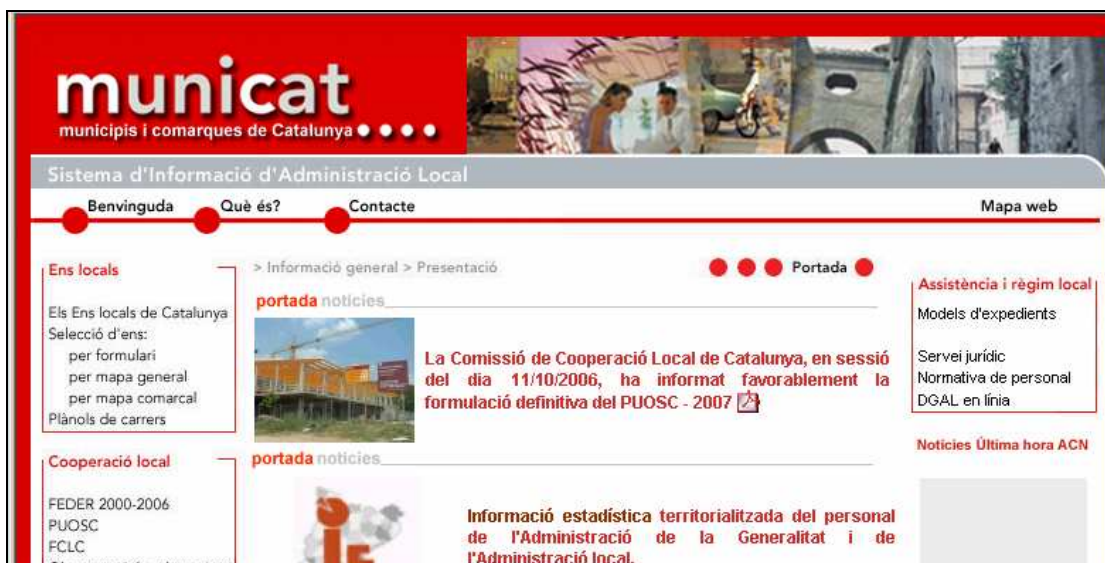 municat
municipis i comarques de Catalunya
Sistema d'Informació d'Administració Local
Benvinguda
Què és?
Contacte
Mapa web
Ens locals
Els Ens locals de Catalunya
Selecció d'ens:
per formulari
per mapa general
per mapa comarcal
Plànols de carrers
Cooperació local
FEDER 2000-2006
PUOSC
FCLC
> Informació general > Presentació
Portada
portada notícies
La Comissió de Cooperació Local de Catalunya, en sessió
del dia 11/10/2006, ha informat favorablement la
formulació definitiva del PUOSC - 2007
portada notícies
Informació estadística territorialitzada del personal
de l'Administració de la Generalitat i de
l'Administració local.
Assistència i règim local
Models d'expedients
Servei jurídic
Normativa de personal
DGAL en línia
Notícies Última hora ACN